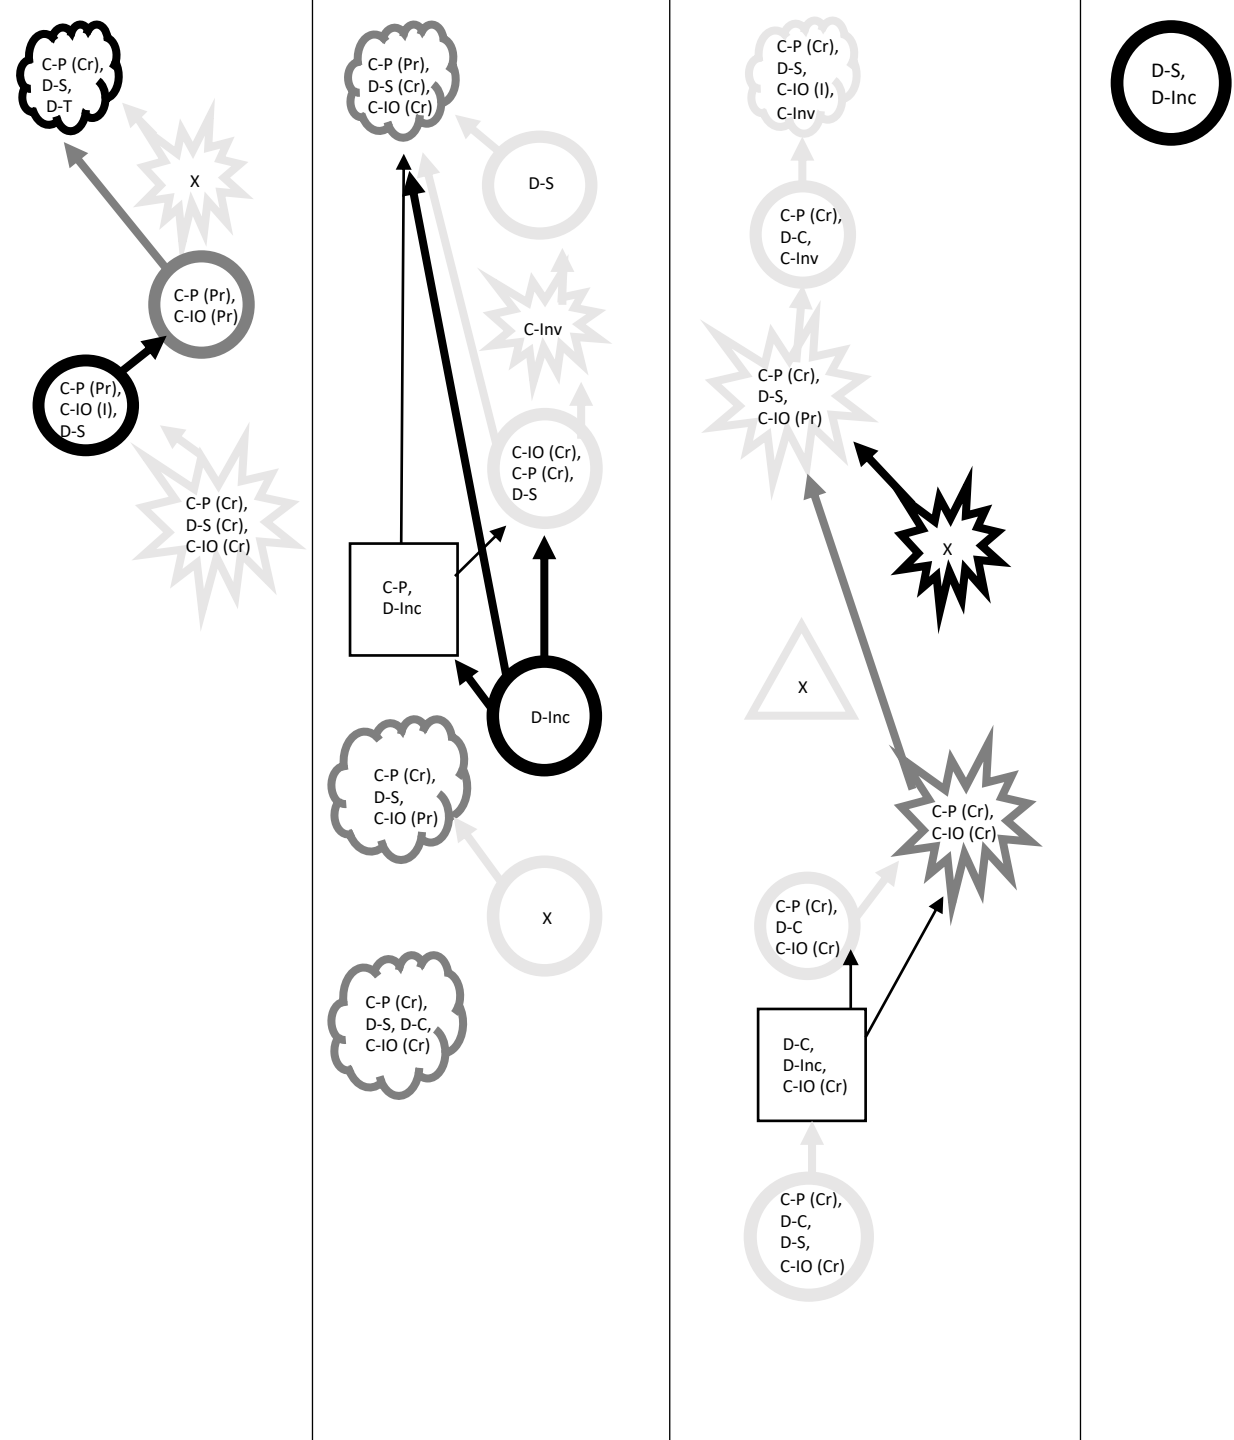 C-P (Cr),
D-S,
D-T
X
C-P (Pr),
C-IO (Pr)
C-P (Pr),
C-IO (I),
D-S
C-P (Cr),
D-S (Cr),
C-IO (Cr)
C-P (Pr),
D-S (Cr),
C-IO (Cr)
D-S
C-Inv
C-IO (Cr),
C-P (Cr),
D-S
C-P,
D-Inc
D-Inc
C-P (Cr),
D-S,
C-IO (Pr)
X
C-P (Cr),
D-S, D-C,
C-IO (Cr)
C-P (Cr),
D-S,
C-IO (I),
C-Inv
C-P (Cr),
D-C,
C-Inv
C-P (Cr),
D-S,
C-IO (Pr)
X
X
C-P (Cr),
C-IO (Cr)
C-P (Cr),
D-C
C-IO (Cr)
D-C,
D-Inc,
C-IO (Cr)
C-P (Cr),
D-C,
D-S,
C-IO (Cr)
D-S,
D-Inc